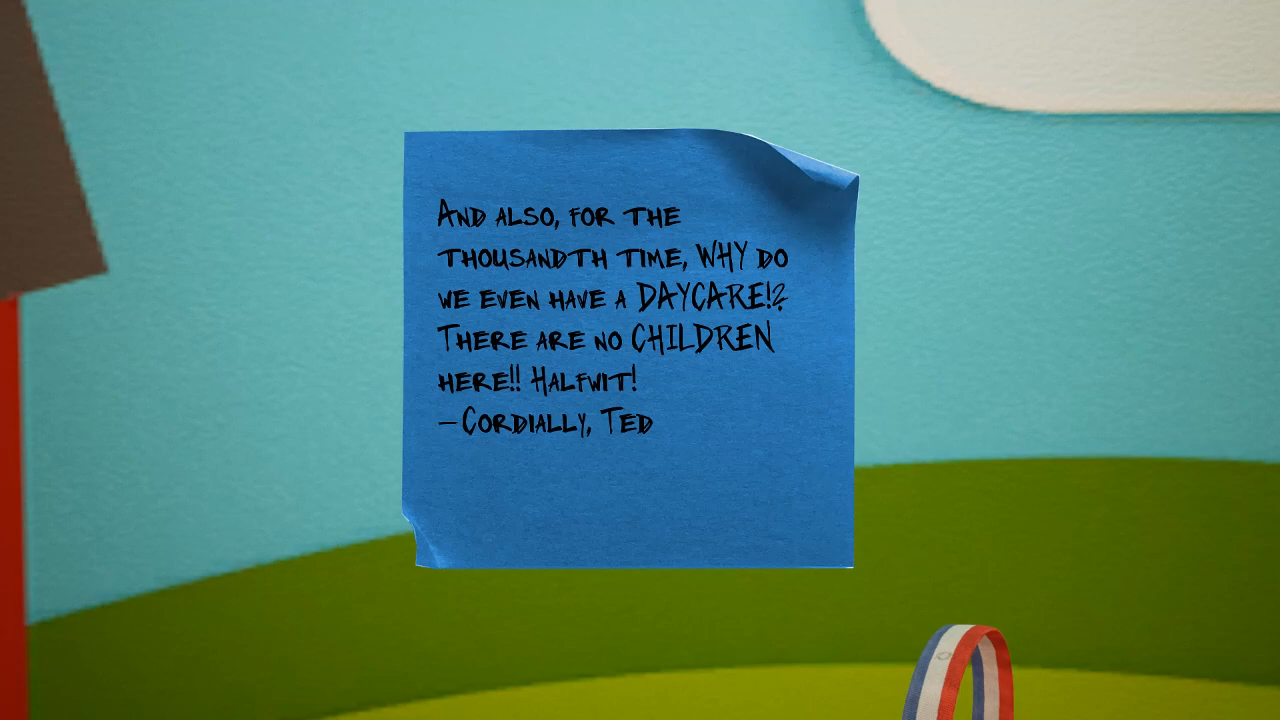 And also, for the
thousandth time, WHY do
we even have a DAYCARE!?
There are no CHILDREN
here!! Halfwit!
– Cordially, Ted